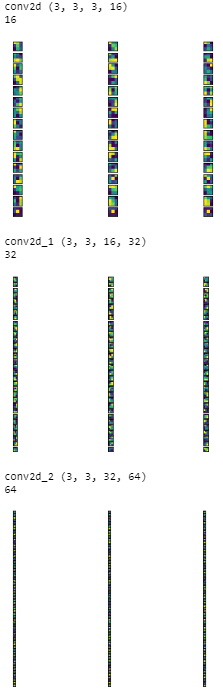 conv2d (3, 3, 3, 16)
16
conv2d_1 (3, 3, 16, 32)
32
conv2d_2 (3, 3, 32, 64)
64